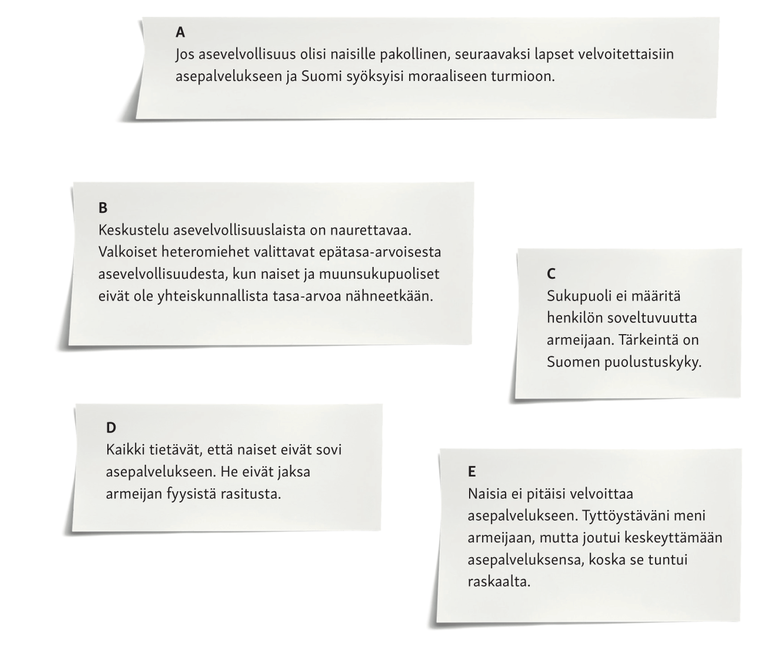 A
Jos asevelvollisuus olisi naisille pakollinen, seuraavaksi lapset velvoitettaisiin
asepalvelukseen ja Suomi syöksyisi moraaliseen turmioon.
B
Keskustelu asevelvollisuuslaista on naurettavaa.
Valkoiset heteromiehet valittavat epätasa-arvoisesta
asevelvollisuudesta, kun naiset ja muunsukupuoliset
eivät ole yhteiskunnallista tasa-arvoa nähneetkään.
C
Sukupuoli ei määritä
henkilön soveltuvuutta
armeijaan. Tärkeintä on
Suomen puolustuskyky.
D
Kaikki tietävät, että naiset eivät sovi
asepalvelukseen. He eivät jaksa
armeijan fyysistä rasitusta.
E
Naisia ei pitäisi velvoittaa
asepalvelukseen. Tyttöystäväni meni
armeijaan, mutta joutui keskeyttämään
asepalveluksensa, koska se tuntui
raskaalta.